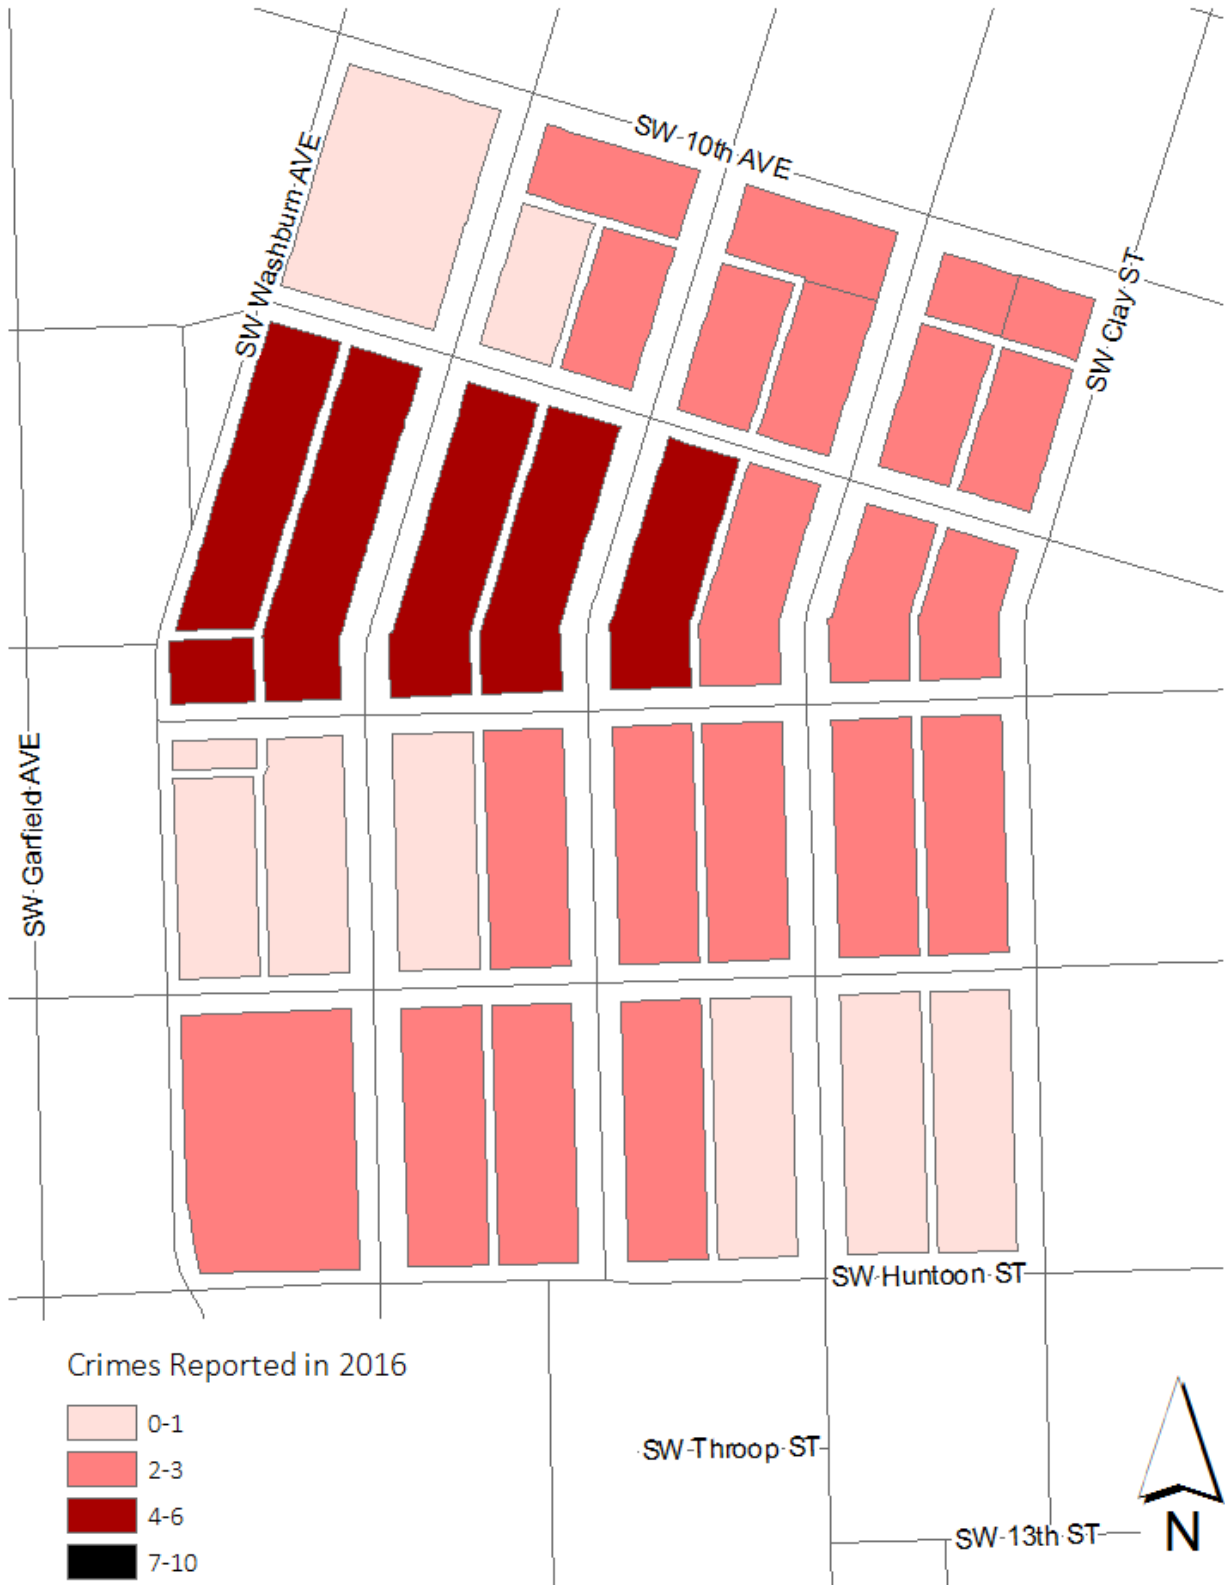 SW 10th AVE
SW Washburn AVE
SW Clay ST
SW Garfield AVE
SW Huntoon ST
Crimes Reported in 2016
0-1
2-3
4-6
7-10
SW Throop ST
SW 13th ST
N